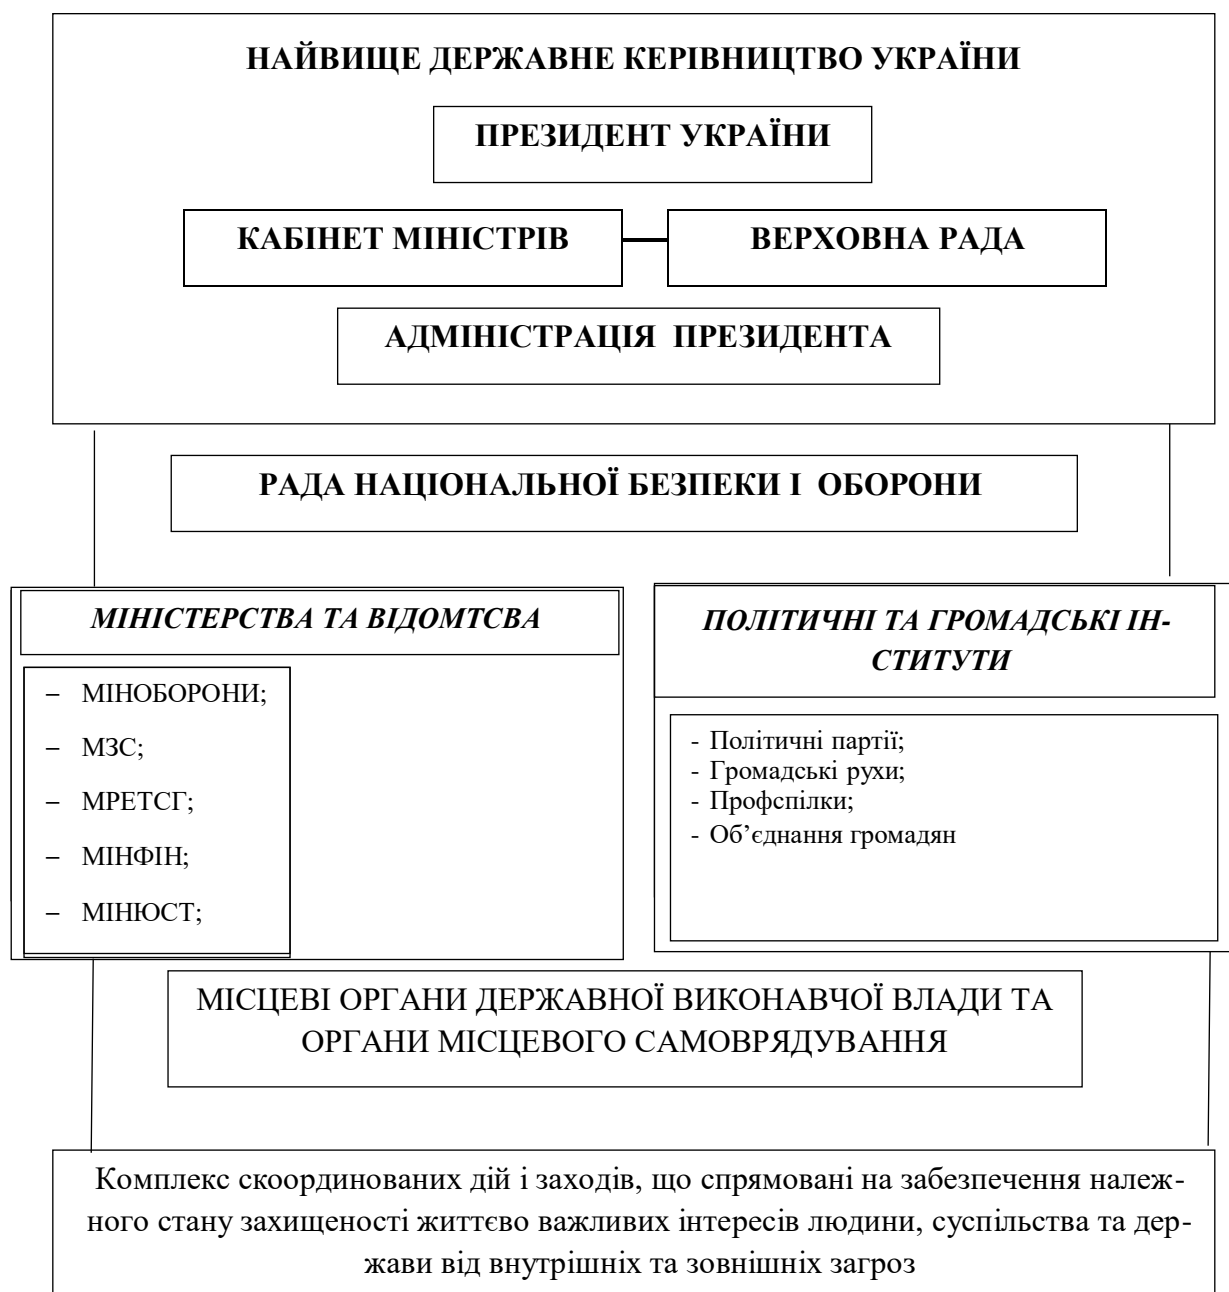 НАЙВИЩЕ ДЕРЖАВНЕ КЕРІВНИЦТВО УКРАЇНИ
ПРЕЗИДЕНТ УКРАЇНИ
КАБІНЕТ МІНІСТРІВ
ВЕРХОВНА РАДА
АДМІНІСТРАЦІЯ ПРЕЗИДЕНТА
РАДА НАЦІОНАЛЬНОЇ БЕЗПЕКИ І ОБОРОНИ
МІНІСТЕРСТВА ТА ВІДОМТСВА
– МІНОБОРОНИ;
– МЗС;
– МРЕТСГ;
– МІНФІН;
– МІНЮСТ;
ПОЛІТИЧНІ ТА ГРОМАДСЬКІ ІН-
СТИТУТИ
- Політичні партії;
- Громадські рухи;
- Профспілки;
- Об’єднання громадян
МІСЦЕВІ ОРГАНИ ДЕРЖАВНОЇ ВИКОНАВЧОЇ ВЛАДИ ТА
ОРГАНИ МІСЦЕВОГО САМОВРЯДУВАННЯ
Комплекс скоординованих дій і заходів, що спрямовані на забезпечення належ-
ного стану захищеності життєво важливих інтересів людини, суспільства та дер-
жави від внутрішніх та зовнішніх загроз